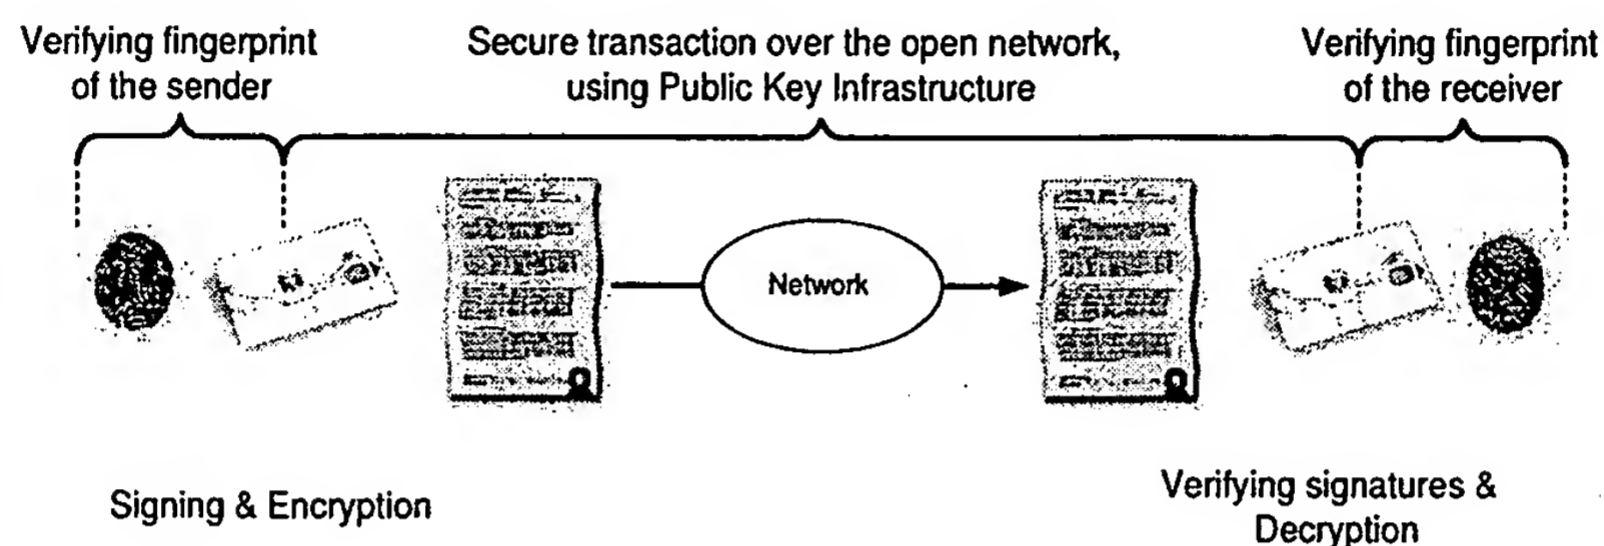 Verifying fingerprint
of the sender
Secure transaction over the open network,
using Public Key Infrastructure
Verifying fingerprint
of the receiver
Network
Signing & Encryption
Verifying signatures &
Decryption